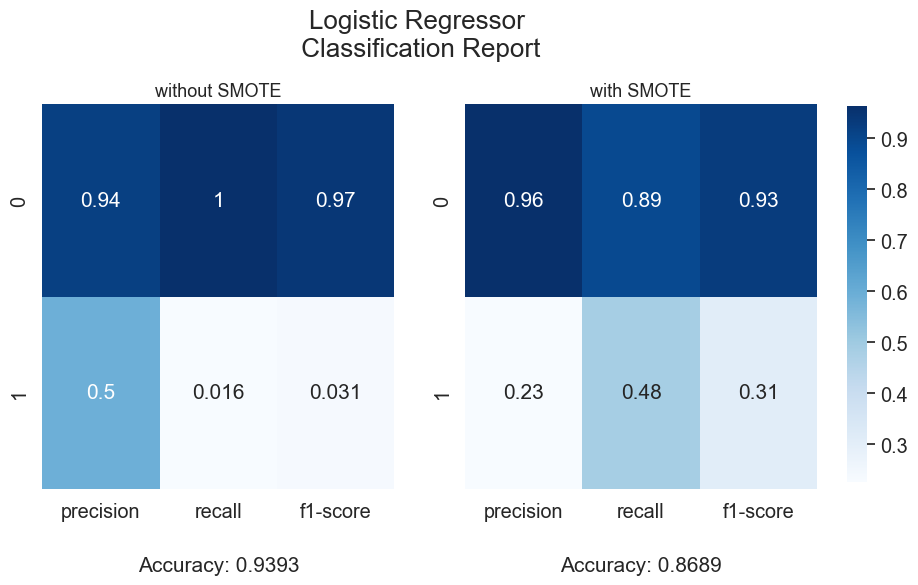 Logistic Regressor
Classification Report
without SMOTE
with SMOTE
0
0.94
1
0.97
0
0.96
0.89
0.93
1
0.5
0.016
0.031
1
0.23
0.48
0.31
precision
recall
f1-score
precision
recall
f1-score
0.9
0.8
0.7
0.6
0.5
0.4
0.3
Accuracy: 0.9393
Accuracy: 0.8689